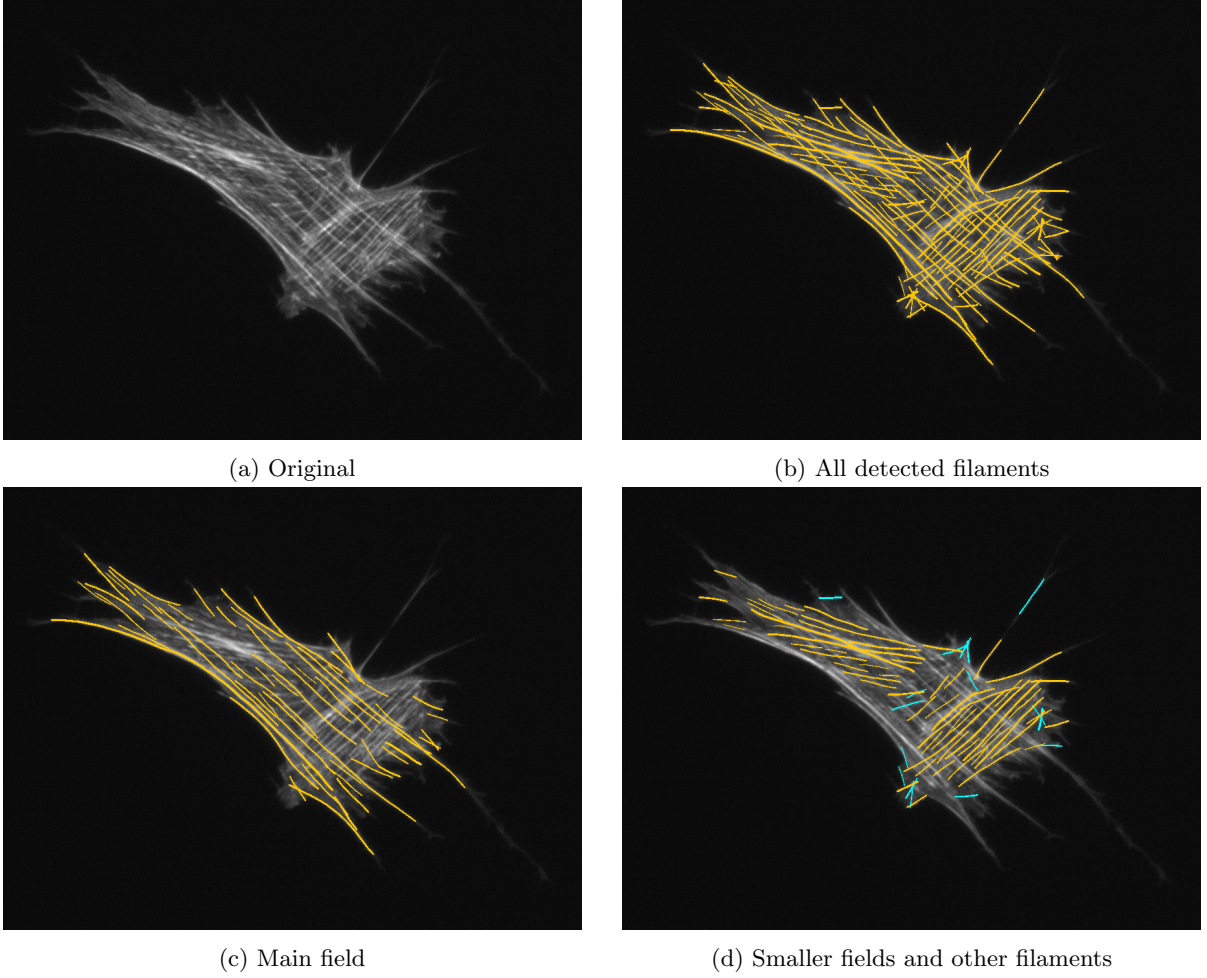 (a) Original
(b) All detected filaments
(c) Main field
(d) Smaller fields and other filaments